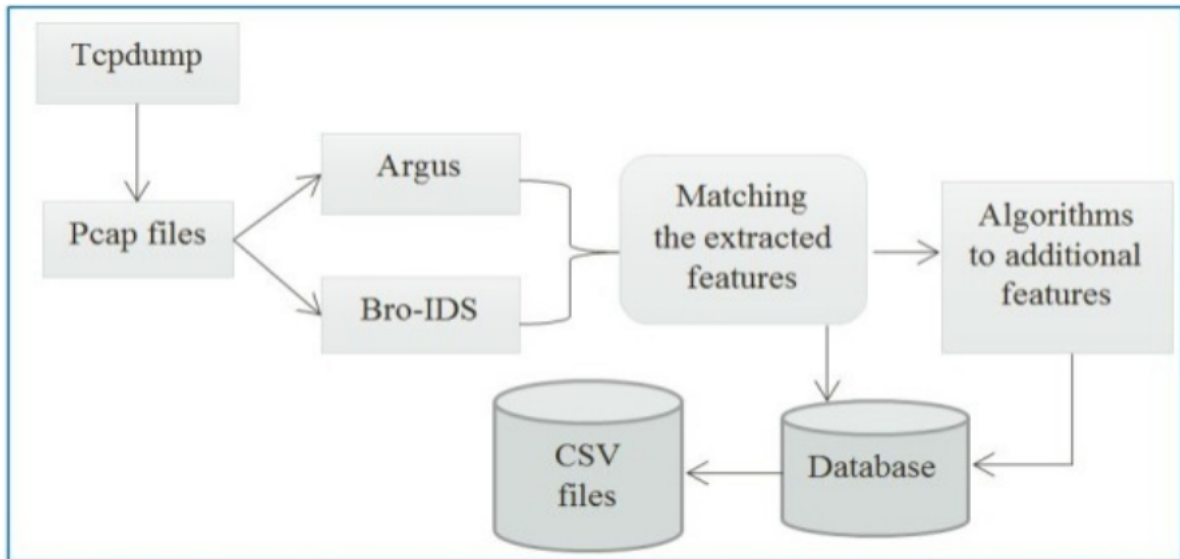 Tcpdump
Pcap files
Argus
Bro-IDS
Matching
the extracted
features
Algorithms
to additional
features
CSV
files
Database